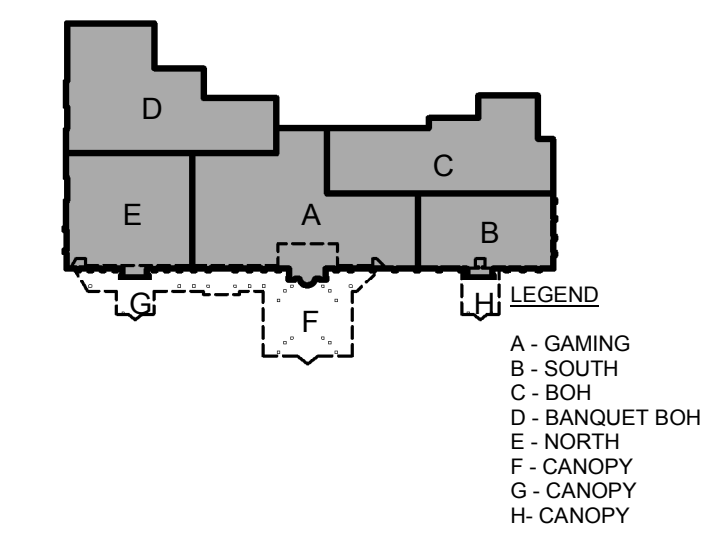 D
C
E
A
B
G
H
F
LEGEND
A - GAMING
B - SOUTH
C - BOH
D - BANQUET BOH
E - NORTH
F - CANOPY
G - CANOPY
H- CANOPY